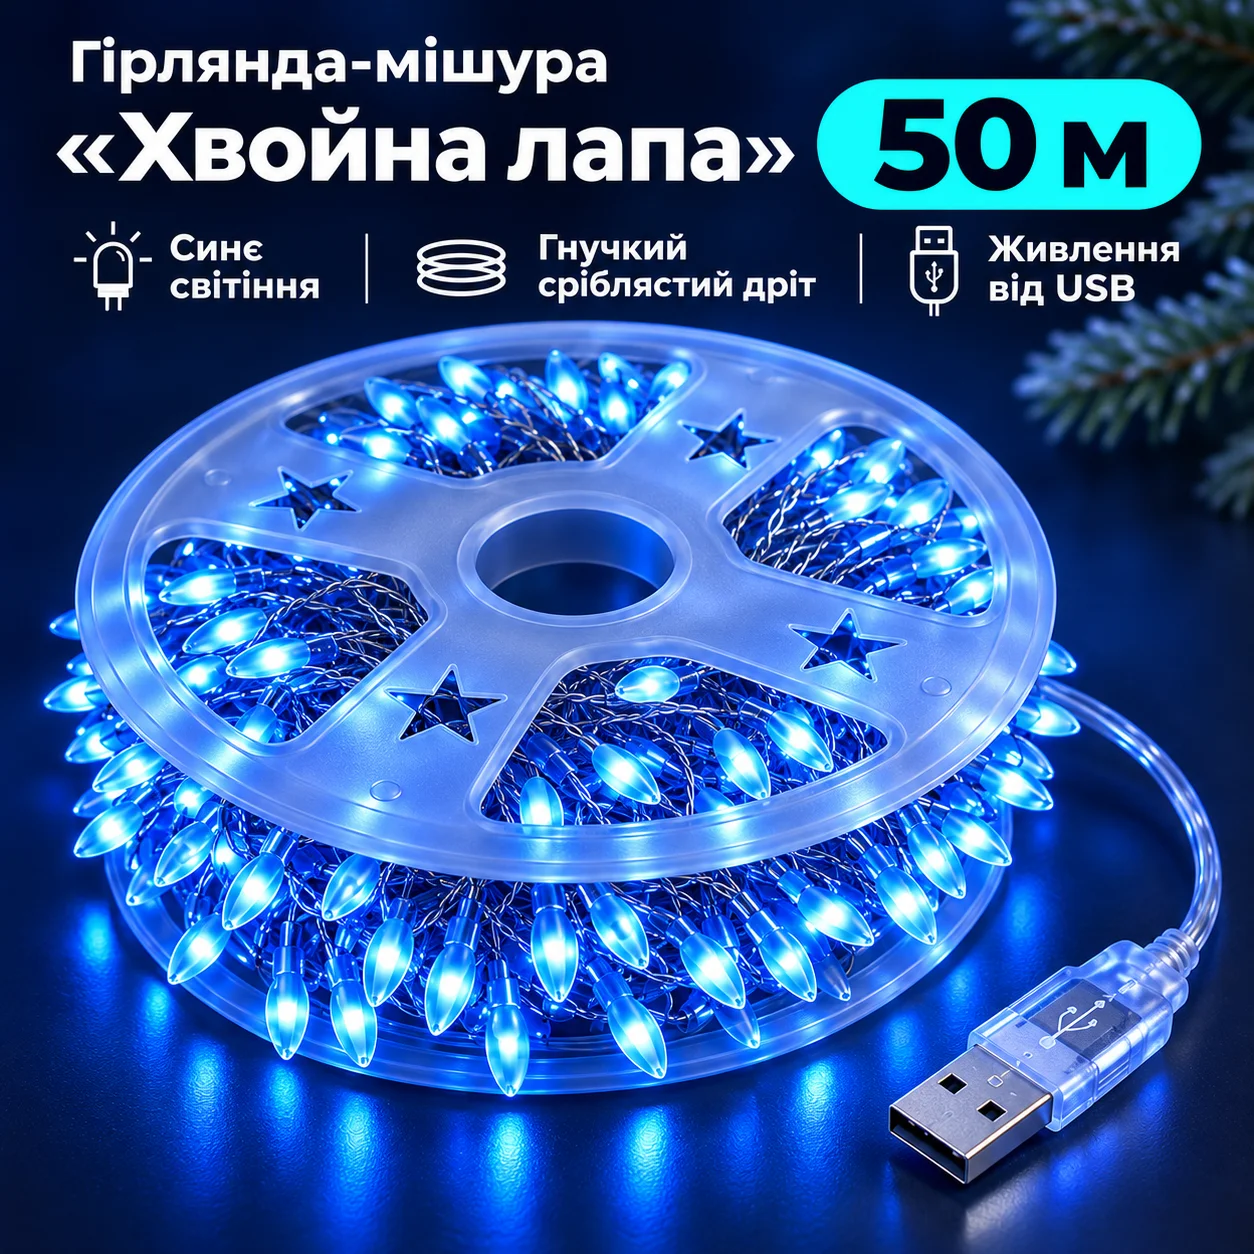 Гірлянда-мішура
«Хвойна лапа»
50 м
Синє
світіння
Гнучкий
сріблястий дріт
Живлення
від USB